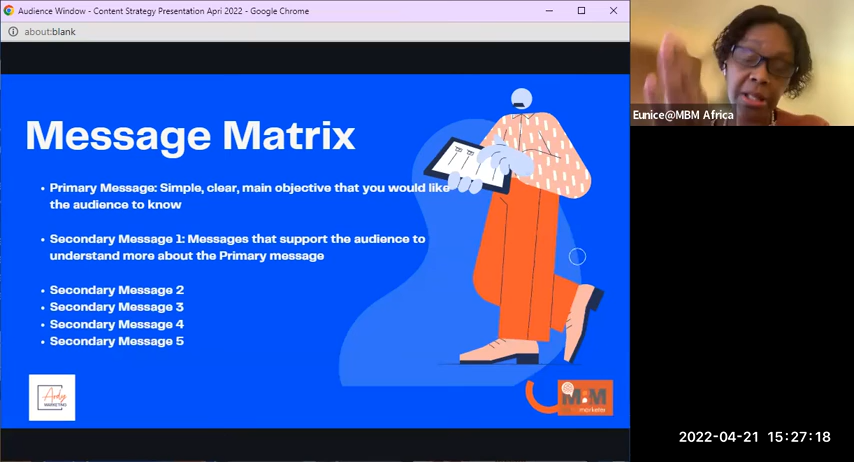 Audience Window - Content Strategy Presentation Apri 2022 - Google Chrome
about:blank
Message Matrix
• Primary Message: Simple, clear, main objective that you would like
the audience to know
• Secondary Message 1: Messages that support the audience to
understand more about the Primary message
• Secondary Message 2
• Secondary Message 3
• Secondary Message 4
• Secondary Message 5
MARKETING
MBM
marketer
Eunice@MBM Africa
2022-04-21 15:27:18